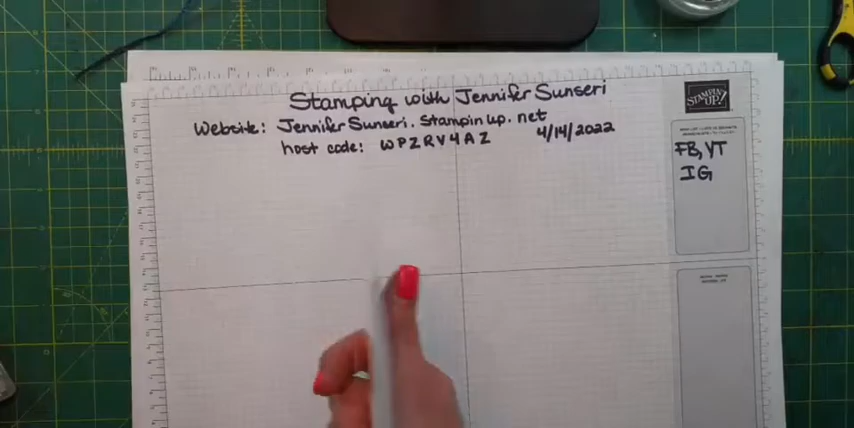 Stamping with Jennifer Sunseri
Website: JenniferSunseri.stampinup.net
4/14/2022
host code: WPZRV4AZ
STAMPIN' UP!
FB, YT
IG